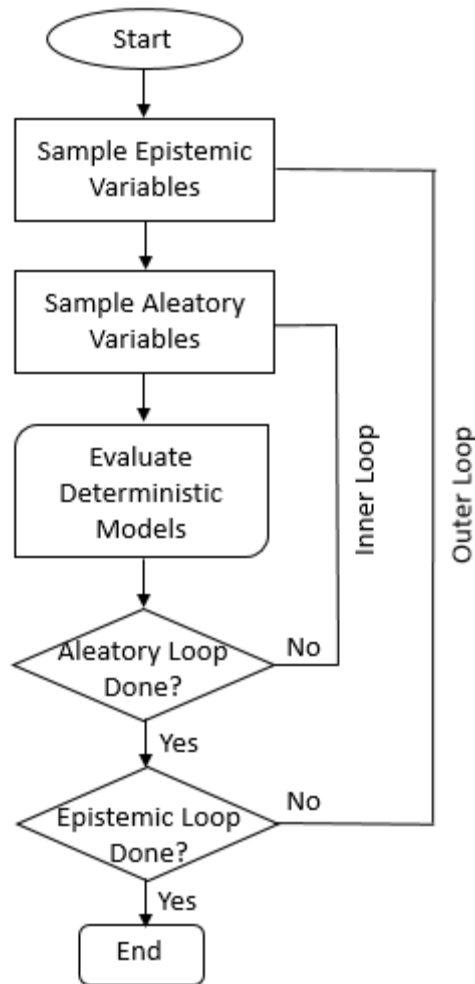 Start
Sample Epistemic
Variables
Sample Aleatory
Variables
Evaluate
Deterministic
Models
Inner Loop
Outer Loop
Aleatory Loop
Done?
No
Yes
Epistemic Loop
Done?
No
Yes
End